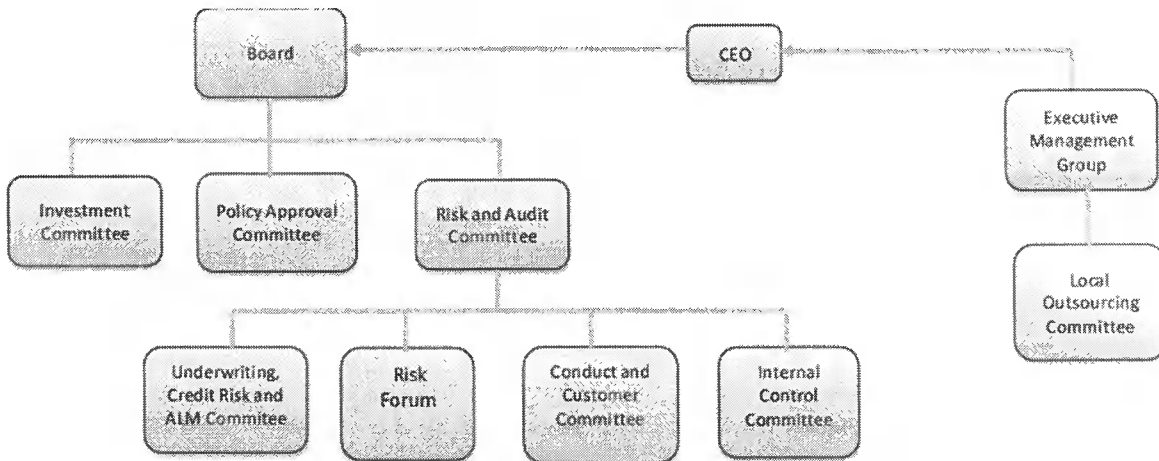 Board
CEO
Executive
Management
Group
Investment
Committee
Policy Approval
Committee
Risk and Audit
Committee
Local
Outsourcing
Committee
Underwriting,
Credit Risk and
ALM Commitee
Risk
Forum
Conduct and
Customer
Committee
Internal
Control
Committee